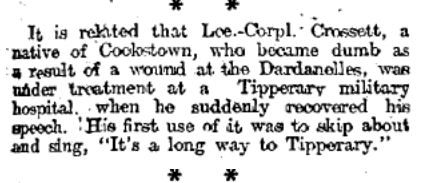 * *
It is related that Lce.-Corpl. Crossett, a
native of Cookstown, who became dumb as
a result of a wound at the Dardanelles, was
under treatment at a Tipperary military
hospital, when he suddenly recovered his
speech. His first use of it was to skip about
and sing, "It's a long way to Tipperary."
* *